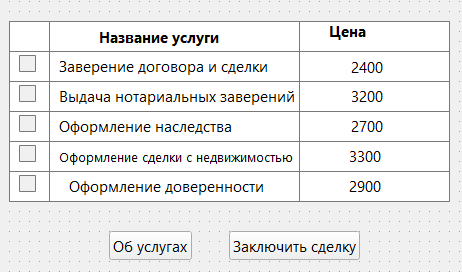 Название услуги Цена
Заверение договора и сделки 2400
Выдача нотариальных заверений 3200
Оформление наследства 2700
Оформление сделки с недвижимостью 3300
Оформление доверенности 2900
Об услугах Заключить сделку